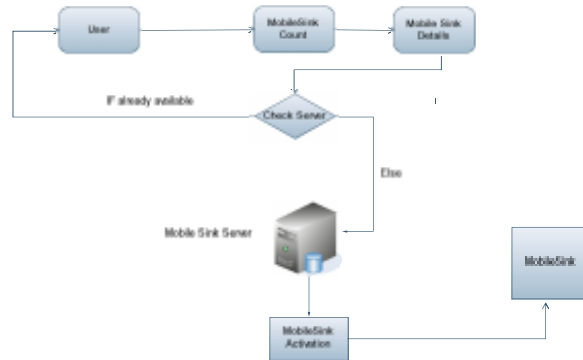 User
MobileSink
Count
Mobile Sink
Details
IF already available
Check Server
Else
Mobile Sink Server
MobileSink
MobileSink
Activation